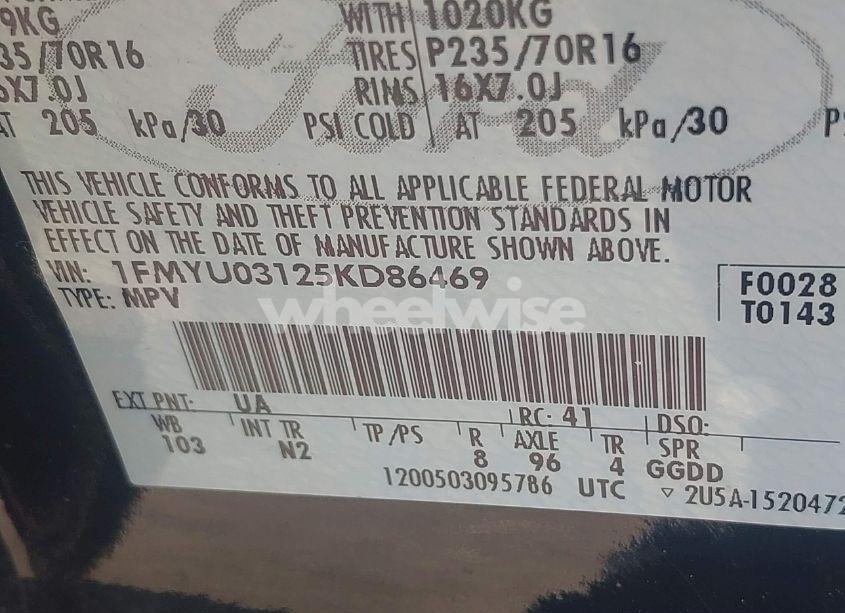 9KG WITH 1020KG
35/70R16 TIRES P235/70R16
6X7.0J RIMS 16X7.0J
AT 205 kPa/30 PSI COLD AT 205 kPa/30 P
Ford
THIS VEHICLE CONFORMS TO ALL APPLICABLE FEDERAL MOTOR
VEHICLE SAFETY AND THEFT PREVENTION STANDARDS IN
EFFECT ON THE DATE OF MANUFACTURE SHOWN ABOVE.
VIN: 1FMYU03125KD86469
TYPE: MPV
F0028
T0143
wheelwise
EXT PNT: UA RC: 41 DSO:
WB INT TR TP/PS R AXLE TR SPR
103 N2 8 96 4 GGDD
1200503095786 UTC ▽ 2U5A-1520472